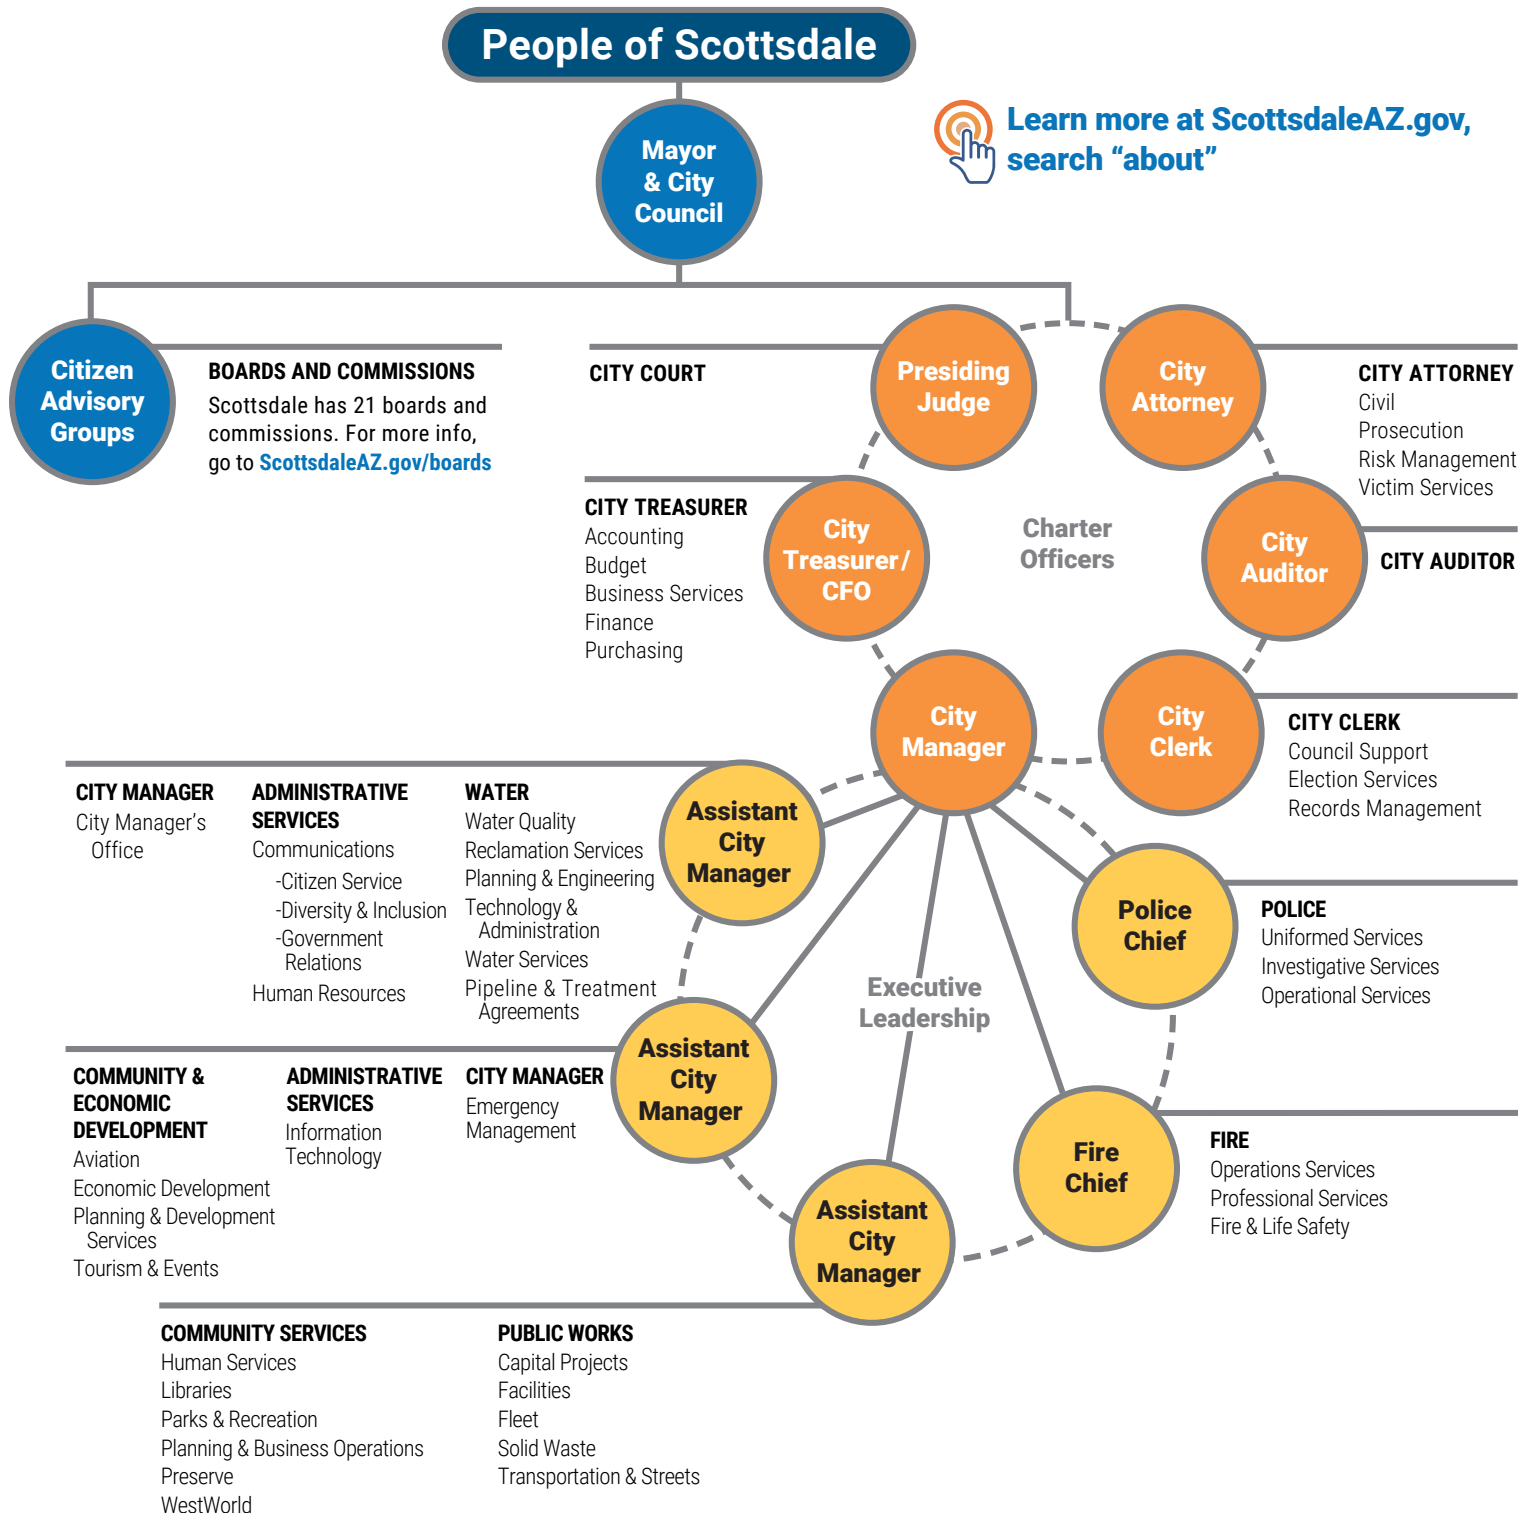 People of Scottsdale
Mayor
& City
Council
Learn more at ScottsdaleAZ.gov,
search “about”
Citizen
Advisory
Groups
BOARDS AND COMMISSIONS
Scottsdale has 21 boards and
commissions. For more info,
go to ScottsdaleAZ.gov/boards
CITY COURT
Presiding
Judge
City
Attorney
CITY ATTORNEY
Civil
Prosecution
Risk Management
Victim Services
CITY TREASURER
Accounting
Budget
Business Services
Finance
Purchasing
City
Treasurer/
CFO
Charter
Officers
City
Auditor
CITY AUDITOR
City
Manager
City
Clerk
CITY CLERK
Council Support
Election Services
Records Management
CITY MANAGER
City Manager’s
Office
ADMINISTRATIVE
SERVICES
Communications
-Citizen Service
-Diversity & Inclusion
-Government
Relations
Human Resources
WATER
Water Quality
Reclamation Services
Planning & Engineering
Technology &
Administration
Water Services
Pipeline & Treatment
Agreements
Assistant
City
Manager
Police
Chief
POLICE
Uniformed Services
Investigative Services
Operational Services
Executive
Leadership
COMMUNITY &
ECONOMIC
DEVELOPMENT
Aviation
Economic Development
Planning & Development
Services
Tourism & Events
ADMINISTRATIVE
SERVICES
Information
Technology
CITY MANAGER
Emergency
Management
Assistant
City
Manager
Fire
Chief
FIRE
Operations Services
Professional Services
Fire & Life Safety
Assistant
City
Manager
COMMUNITY SERVICES
Human Services
Libraries
Parks & Recreation
Planning & Business Operations
Preserve
WestWorld
PUBLIC WORKS
Capital Projects
Facilities
Fleet
Solid Waste
Transportation & Streets